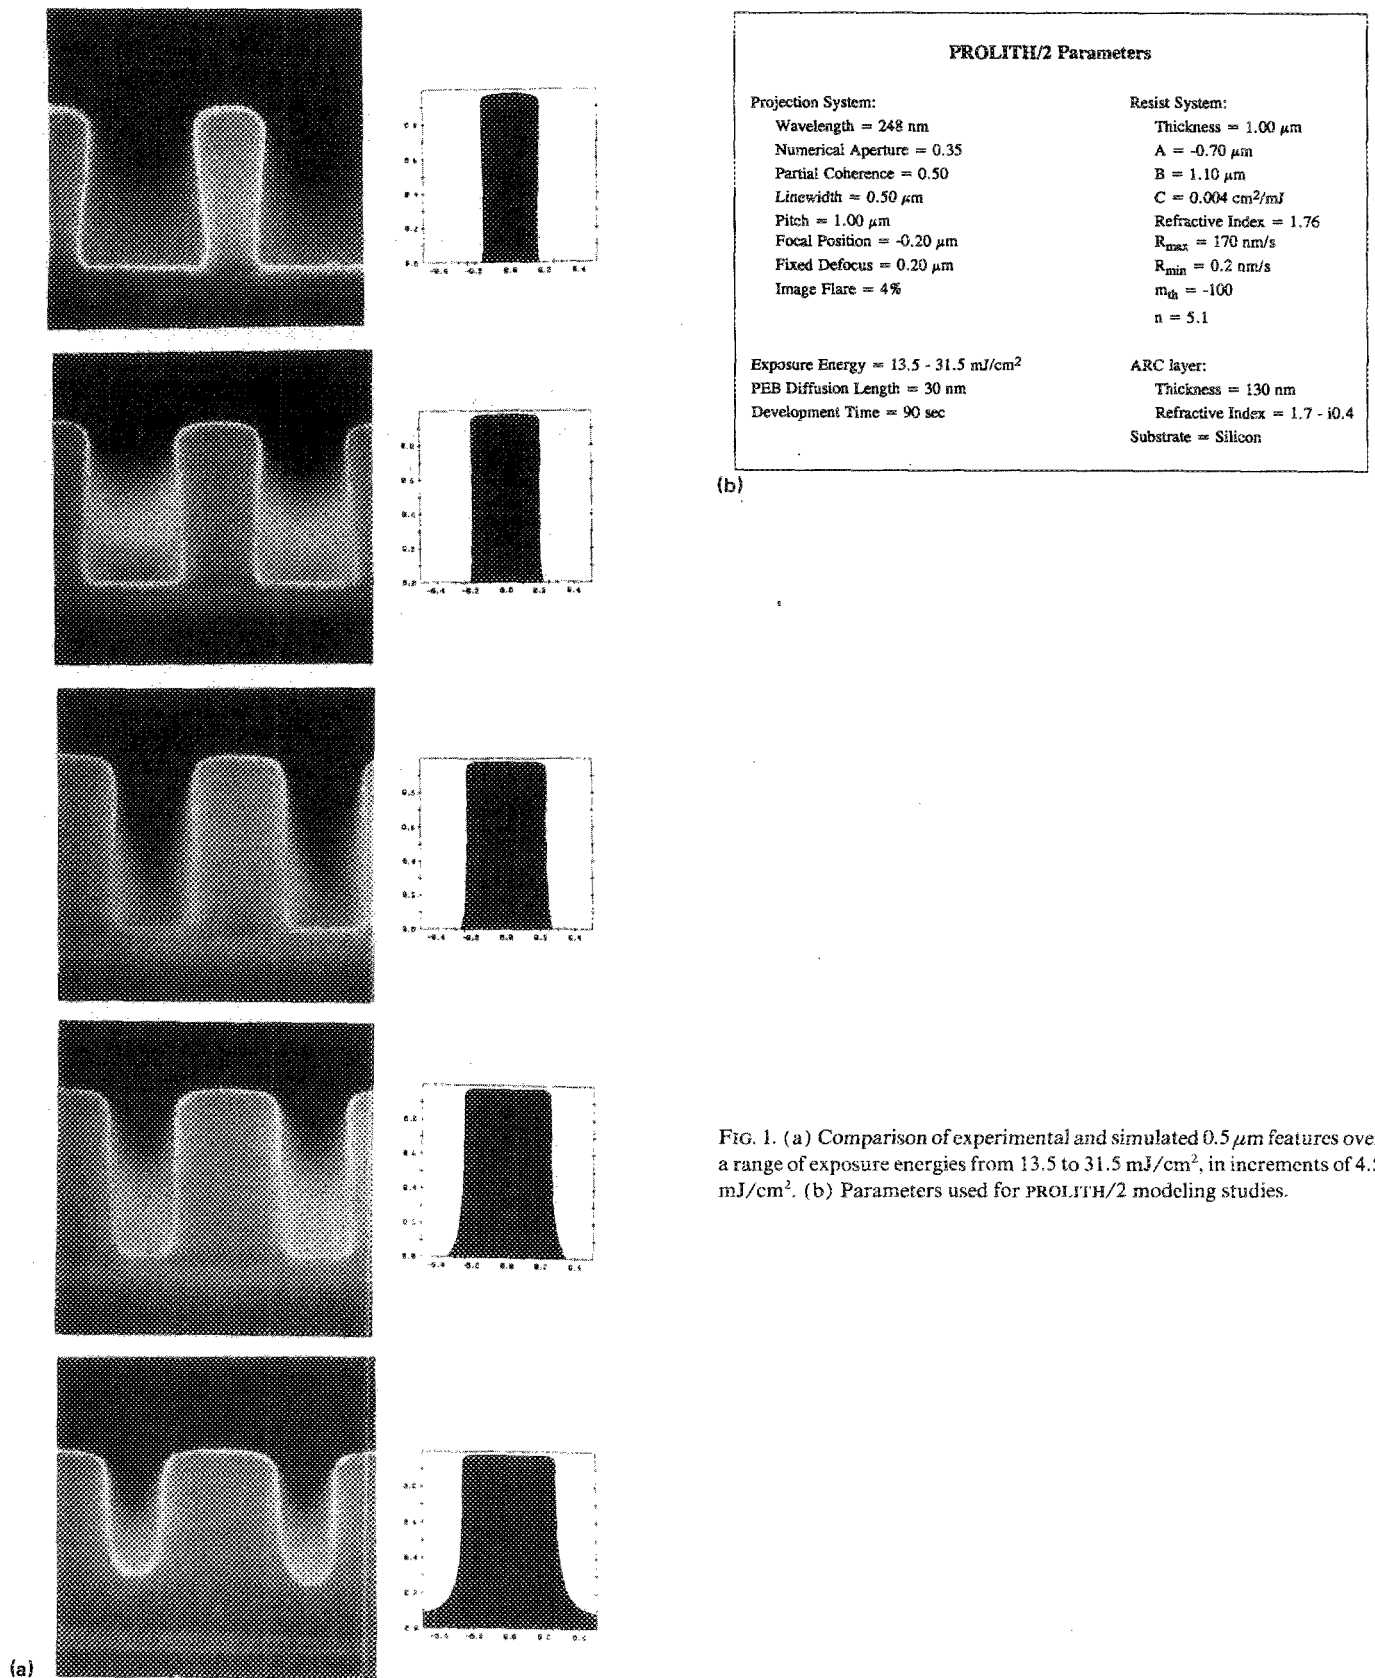 PROLITH/2 Parameters
Projection System:
Wavelength = 248 nm
Numerical Aperture = 0.35
Partial Coherence = 0.50
Linewidth = 0.50 μm
Pitch = 1.00 μm
Focal Position = -0.20 μm
Fixed Defocus = 0.20 μm
Image Flare = 4%
Exposure Energy = 13.5 - 31.5 mJ/cm²
PEB Diffusion Length = 30 nm
Development Time = 90 sec
Resist System:
Thickness = 1.00 μm
A = -0.70 μm
B = 1.10 μm
C = 0.004 cm²/mJ
Refractive Index = 1.76
Rmax = 170 nm/s
Rmin = 0.2 nm/s
mth = -100
n = 5.1
ARC layer:
Thickness = 130 nm
Refractive Index = 1.7 - i0.4
Substrate = Silicon
(b)
FIG. 1. (a) Comparison of experimental and simulated 0.5 μm features over
a range of exposure energies from 13.5 to 31.5 mJ/cm², in increments of 4.5
mJ/cm². (b) Parameters used for PROLITH/2 modeling studies.
(a)